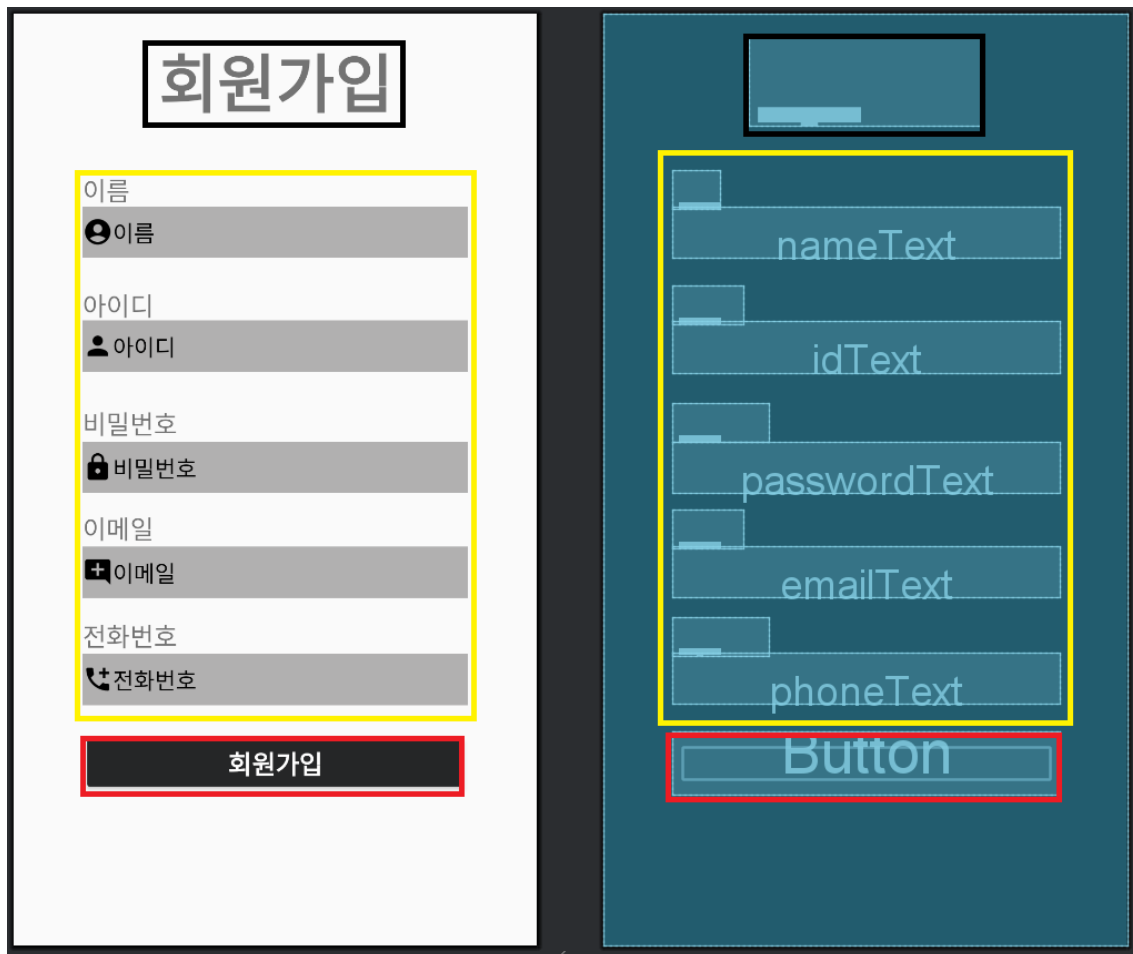 회원가입
이름
이름
아이디
아이디
비밀번호
비밀번호
이메일
이메일
전화번호
전화번호
회원가입
nameText
idText
passwordText
emailText
phoneText
Button